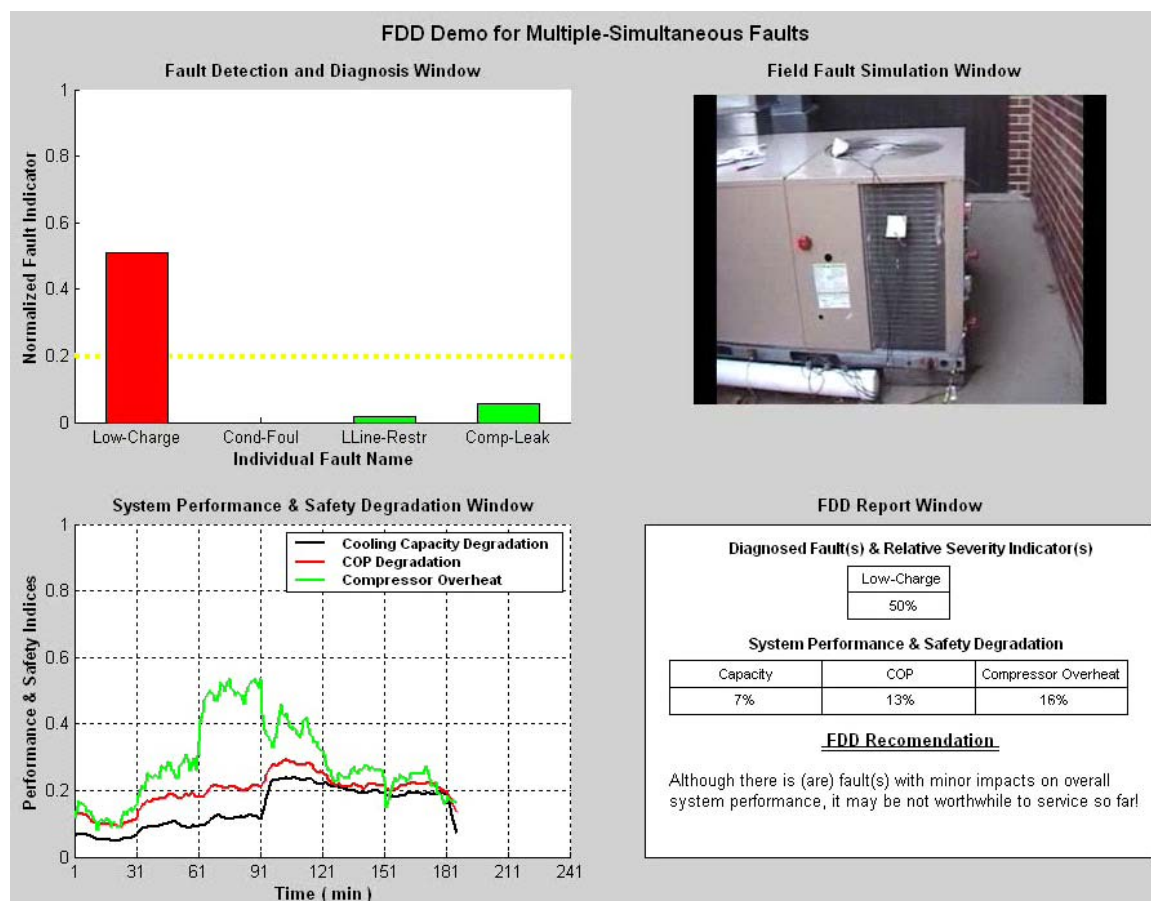 FDD Demo for Multiple-Simultaneous Faults
Fault Detection and Diagnosis Window
1
0.8
0.6
0.4
0.2
0
Normalized Fault Indicator
Low-Charge Cond-Foul LLine-Restr Comp-Leak
Individual Fault Name
Field Fault Simulation Window
System Performance & Safety Degradation Window
1
0.8
0.6
0.4
0.2
0
Performance & Safety Indices
Cooling Capacity Degradation
COP Degradation
Compressor Overheat
1 31 61 91 121 151 181 211 241
Time ( min )
FDD Report Window
Diagnosed Fault(s) & Relative Severity Indicator(s)
Low-Charge
50%
System Performance & Safety Degradation
Capacity COP Compressor Overheat
7% 13% 16%
FDD Recomendation
Although there is (are) fault(s) with minor impacts on overall
system performance, it may be not worthwhile to service so far!